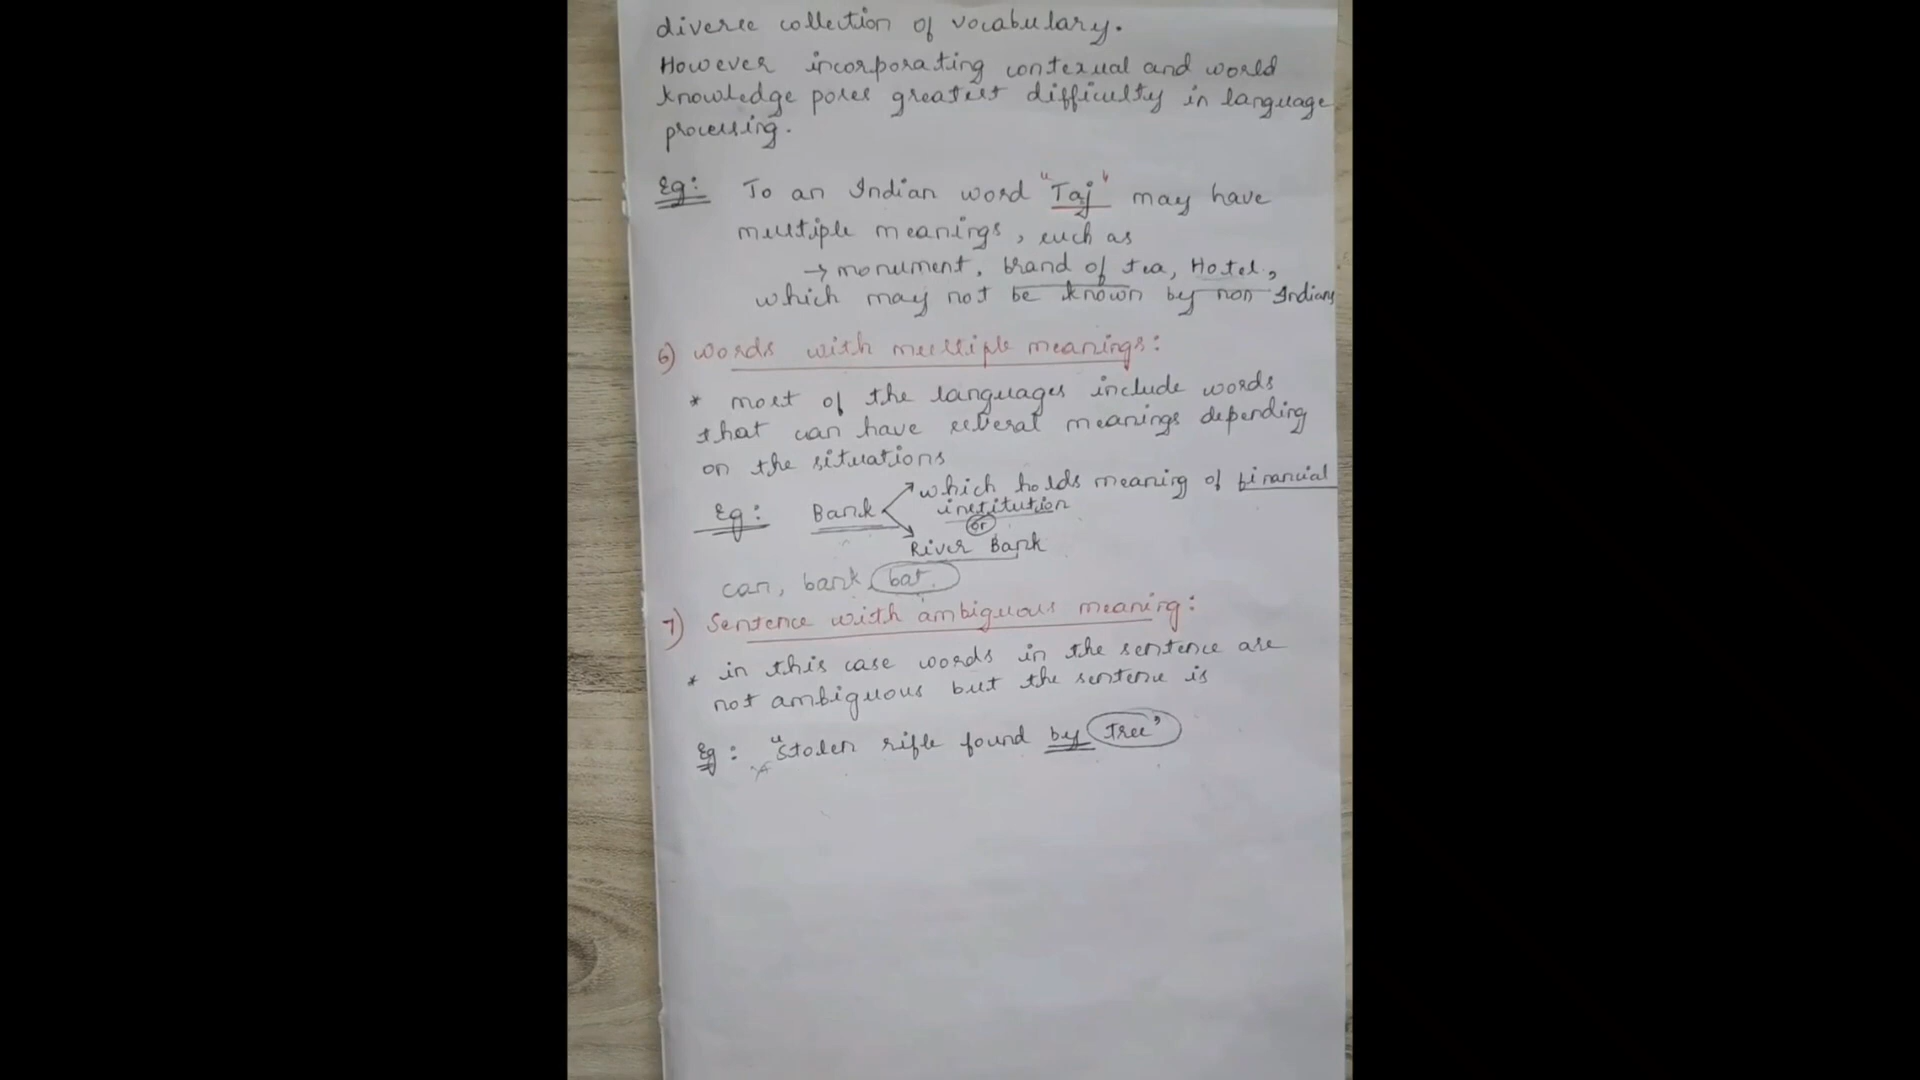 diverse collection of vocabulary.
However incorporating contexual and world
knowledge poses greatest difficulty in language
processing.
Eg: To an Indian word "Taj" may have
multiple meanings, such as
→ monument, brand of tea, Hotel,
which may not be known by non Indians
6) Words with multiple meanings:
* most of the languages include words
that can have several meanings depending
on the situations
Eg: Bank which holds meaning of financial
institution
or
River Bank
can, bank, bat.
7) Sentence with ambiguous meaning:
* in this case words in the sentence are
not ambiguous but the sentence is
Eg: "Stolen rifle found by tree"